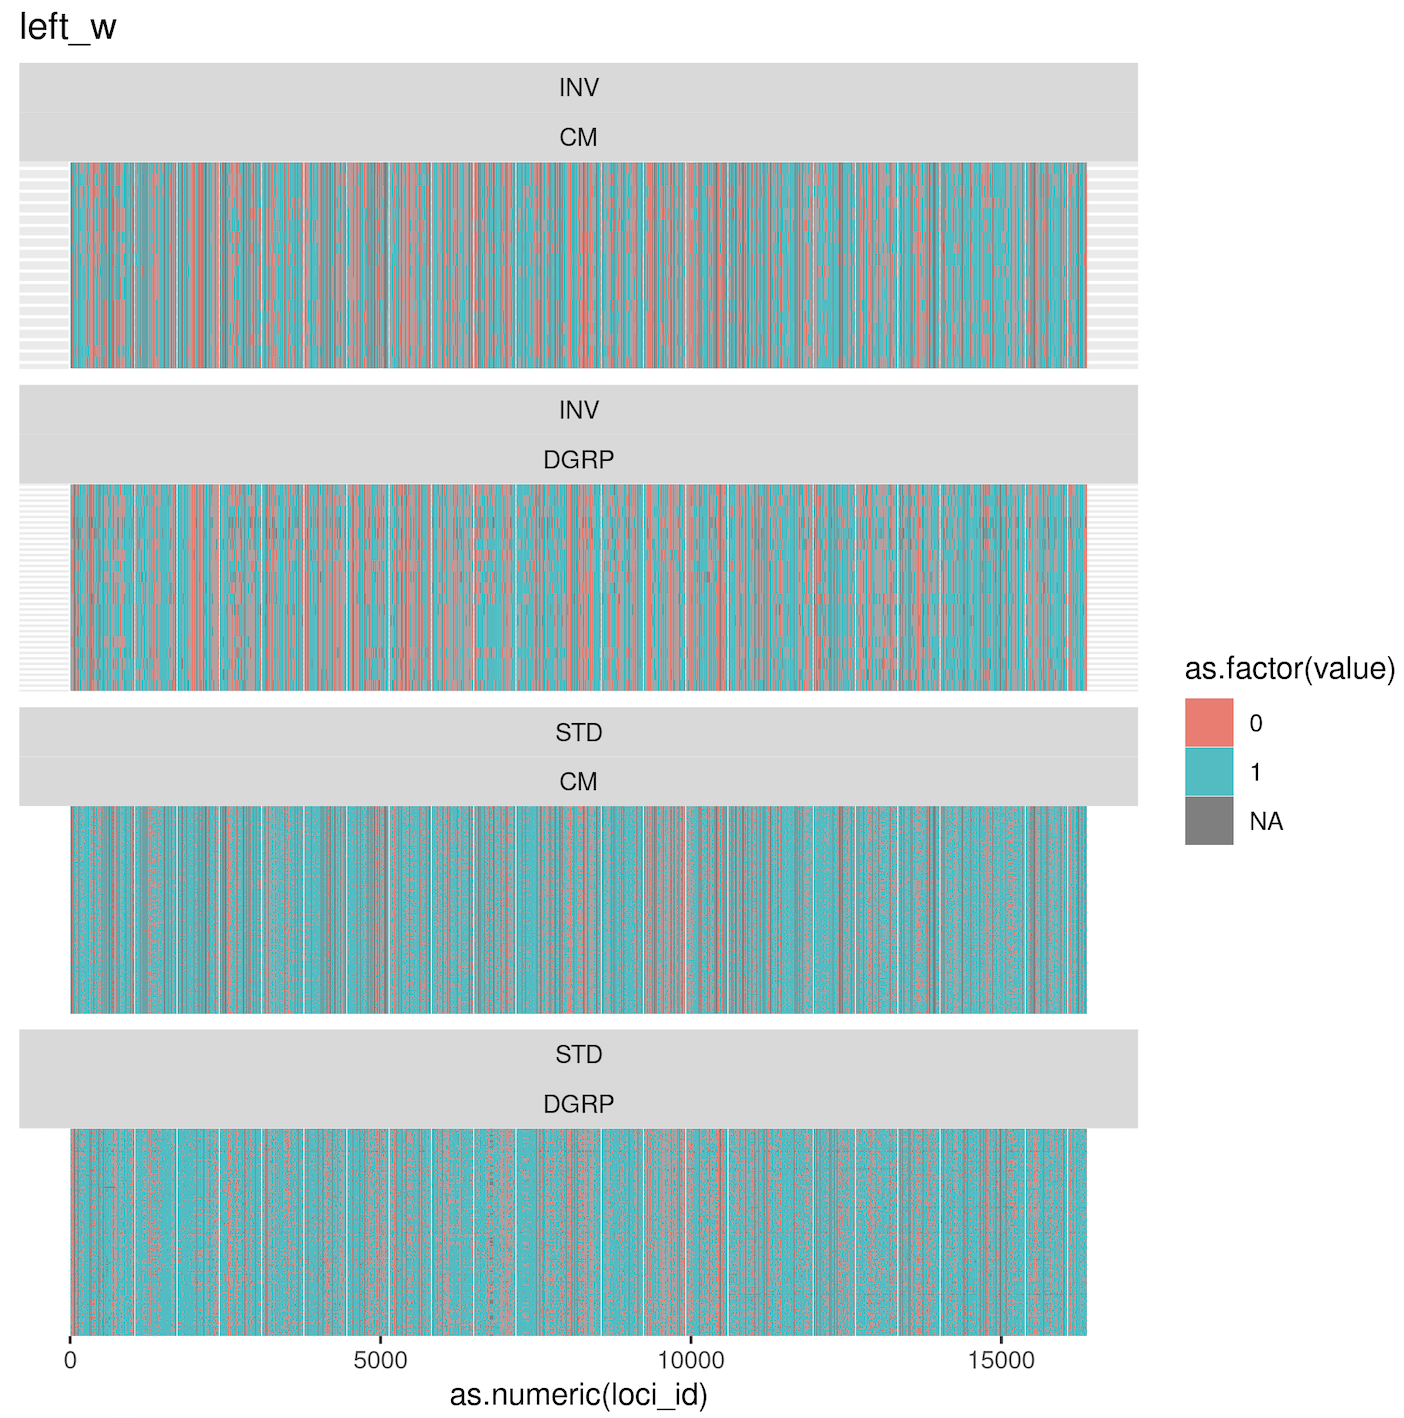 left_w
INV
CM
INV
DGRP
STD
CM
STD
DGRP
0 5000 10000 15000
as.numeric(loci_id)
as.factor(value)
0
1
NA